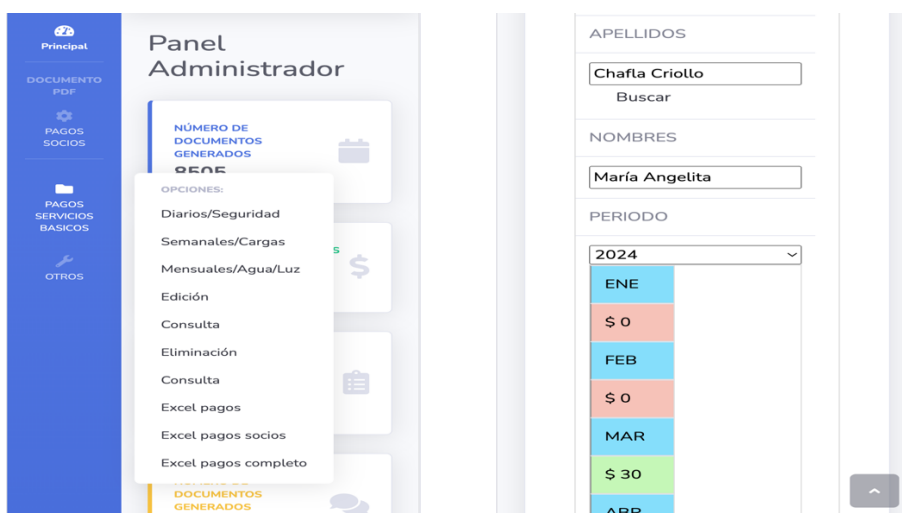 Principal
DOCUMENTO
PDF
PAGOS
SOCIOS
PAGOS
SERVICIOS
BASICOS
OTROS
Panel
Administrador
NÚMERO DE
DOCUMENTOS
GENERADOS
8505
OPCIONES:
Diarios/Seguridad
Semanales/Cargas
Mensuales/Agua/Luz
Edición
Consulta
Eliminación
Consulta
Excel pagos
Excel pagos socios
Excel pagos completo
S
$
DOCUMENTOS
GENERADOS
APELLIDOS
Chafla Criollo
Buscar
NOMBRES
María Angelita
PERIODO
2024
ENE
$ 0
FEB
$ 0
MAR
$ 30
ABR